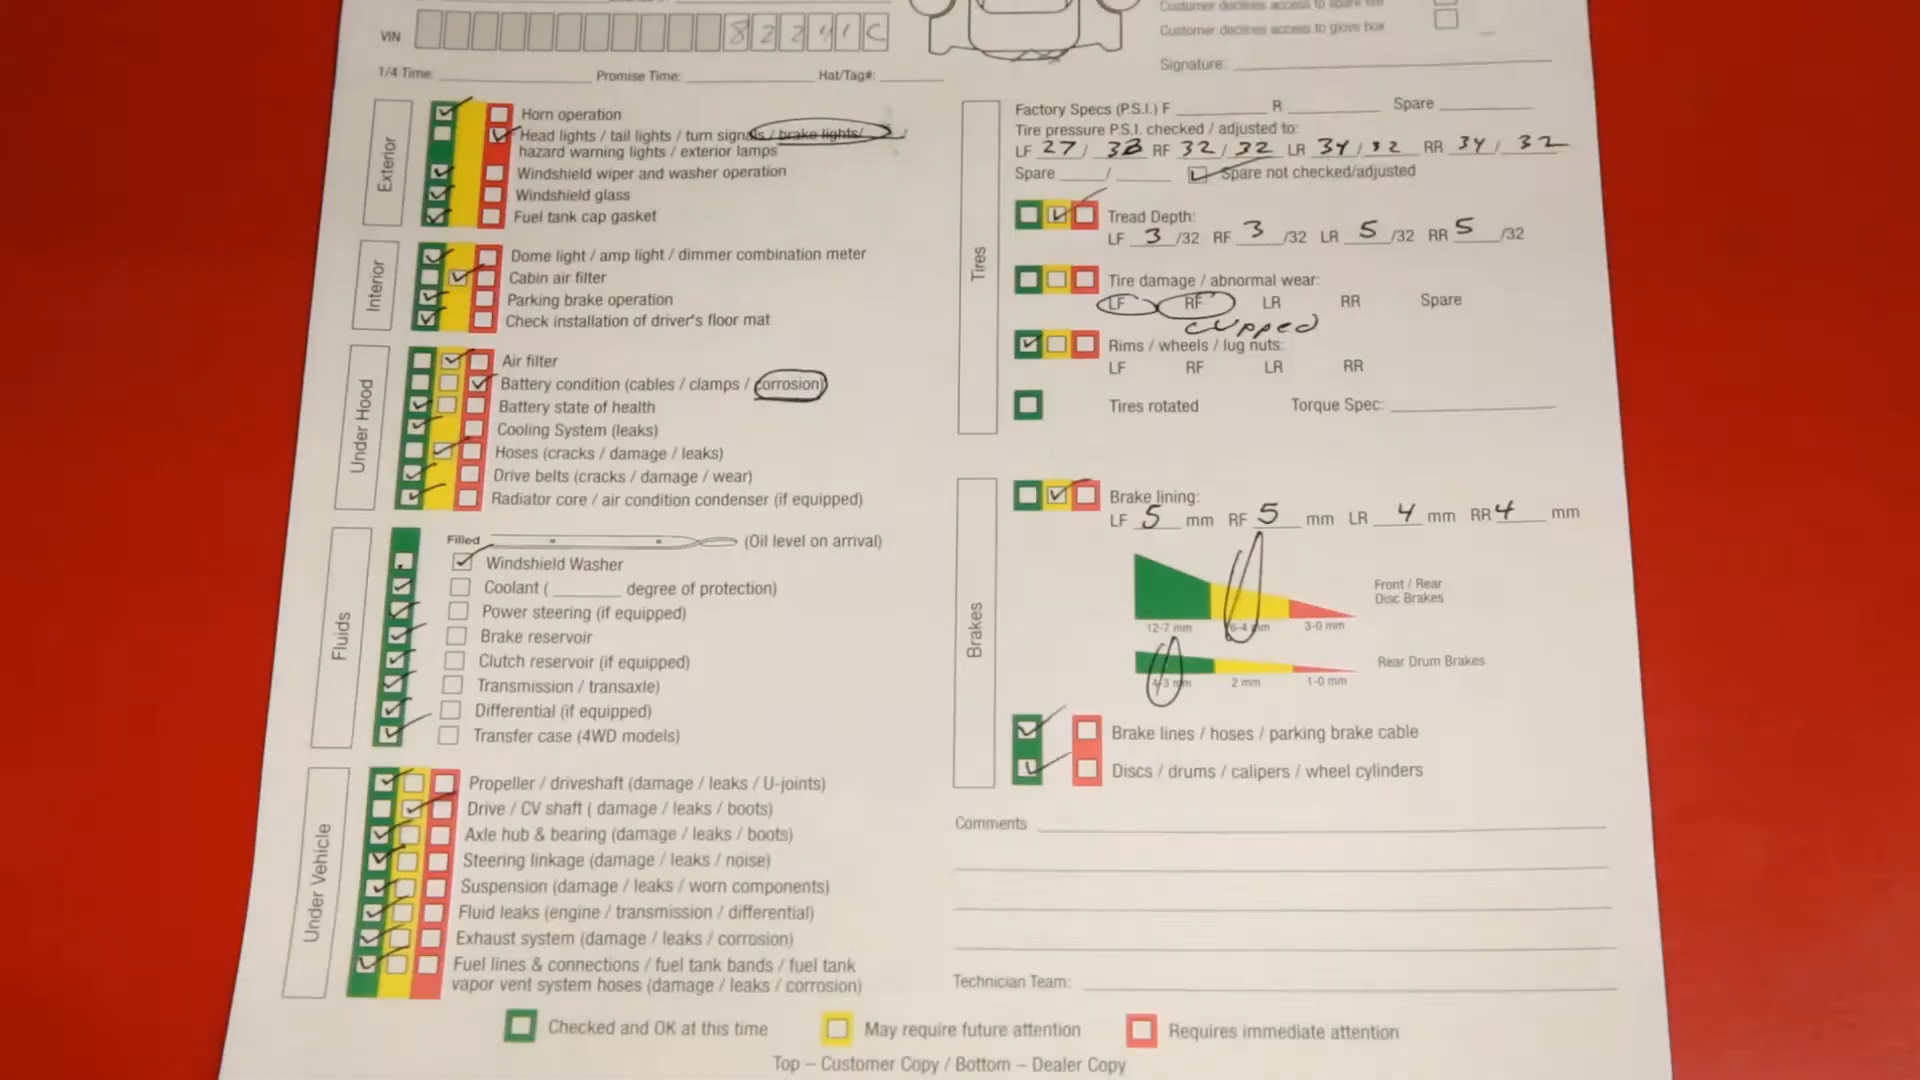 Customer declines access to spare tire
VIN 8 2 2 4 1 C
Customer declines access to glove box
1/4 Time: Promise Time: Hat/Tag#:
Signature:
Exterior
Horn operation
Head lights / tail lights / turn signals / brake lights/
hazard warning lights / exterior lamps
Windshield wiper and washer operation
Windshield glass
Fuel tank cap gasket
Interior
Dome light / amp light / dimmer combination meter
Cabin air filter
Parking brake operation
Check installation of driver's floor mat
Under Hood
Air filter
Battery condition (cables / clamps / corrosion)
Battery state of health
Cooling System (leaks)
Hoses (cracks / damage / leaks)
Drive belts (cracks / damage / wear)
Radiator core / air condition condenser (if equipped)
Fluids
Filled (Oil level on arrival)
Windshield Washer
Coolant ( degree of protection)
Power steering (if equipped)
Brake reservoir
Clutch reservoir (if equipped)
Transmission / transaxle)
Differential (if equipped)
Transfer case (4WD models)
Under Vehicle
Propeller / driveshaft (damage / leaks / U-joints)
Drive / CV shaft ( damage / leaks / boots)
Axle hub & bearing (damage / leaks / boots)
Steering linkage (damage / leaks / noise)
Suspension (damage / leaks / worn components)
Fluid leaks (engine / transmission / differential)
Exhaust system (damage / leaks / corrosion)
Fuel lines & connections / fuel tank bands / fuel tank
vapor vent system hoses (damage / leaks / corrosion)
Tires
Factory Specs (P.S.I.) F R Spare
Tire pressure P.S.I. checked / adjusted to:
LF 27 / RF 32 / 32 LR 34 / 32 RR 34 / 32
Spare / Spare not checked/adjusted
Tread Depth:
LF 3 /32 RF 3 /32 LR 5 /32 RR 5 /32
Tire damage / abnormal wear:
LF RF LR RR Spare
cupped
Rims / wheels / lug nuts:
LF RF LR RR
Tires rotated Torque Spec:
Brakes
Brake lining:
LF 5 mm RF 5 mm LR 4 mm RR 4 mm
Front / Rear
Disc Brakes
12-7 mm 6-4 mm 3-0 mm
Rear Drum Brakes
4-3 mm 2 mm 1-0 mm
Brake lines / hoses / parking brake cable
Discs / drums / calipers / wheel cylinders
Comments
Technician Team:
Checked and OK at this time May require future attention Requires immediate attention
Top – Customer Copy / Bottom – Dealer Copy